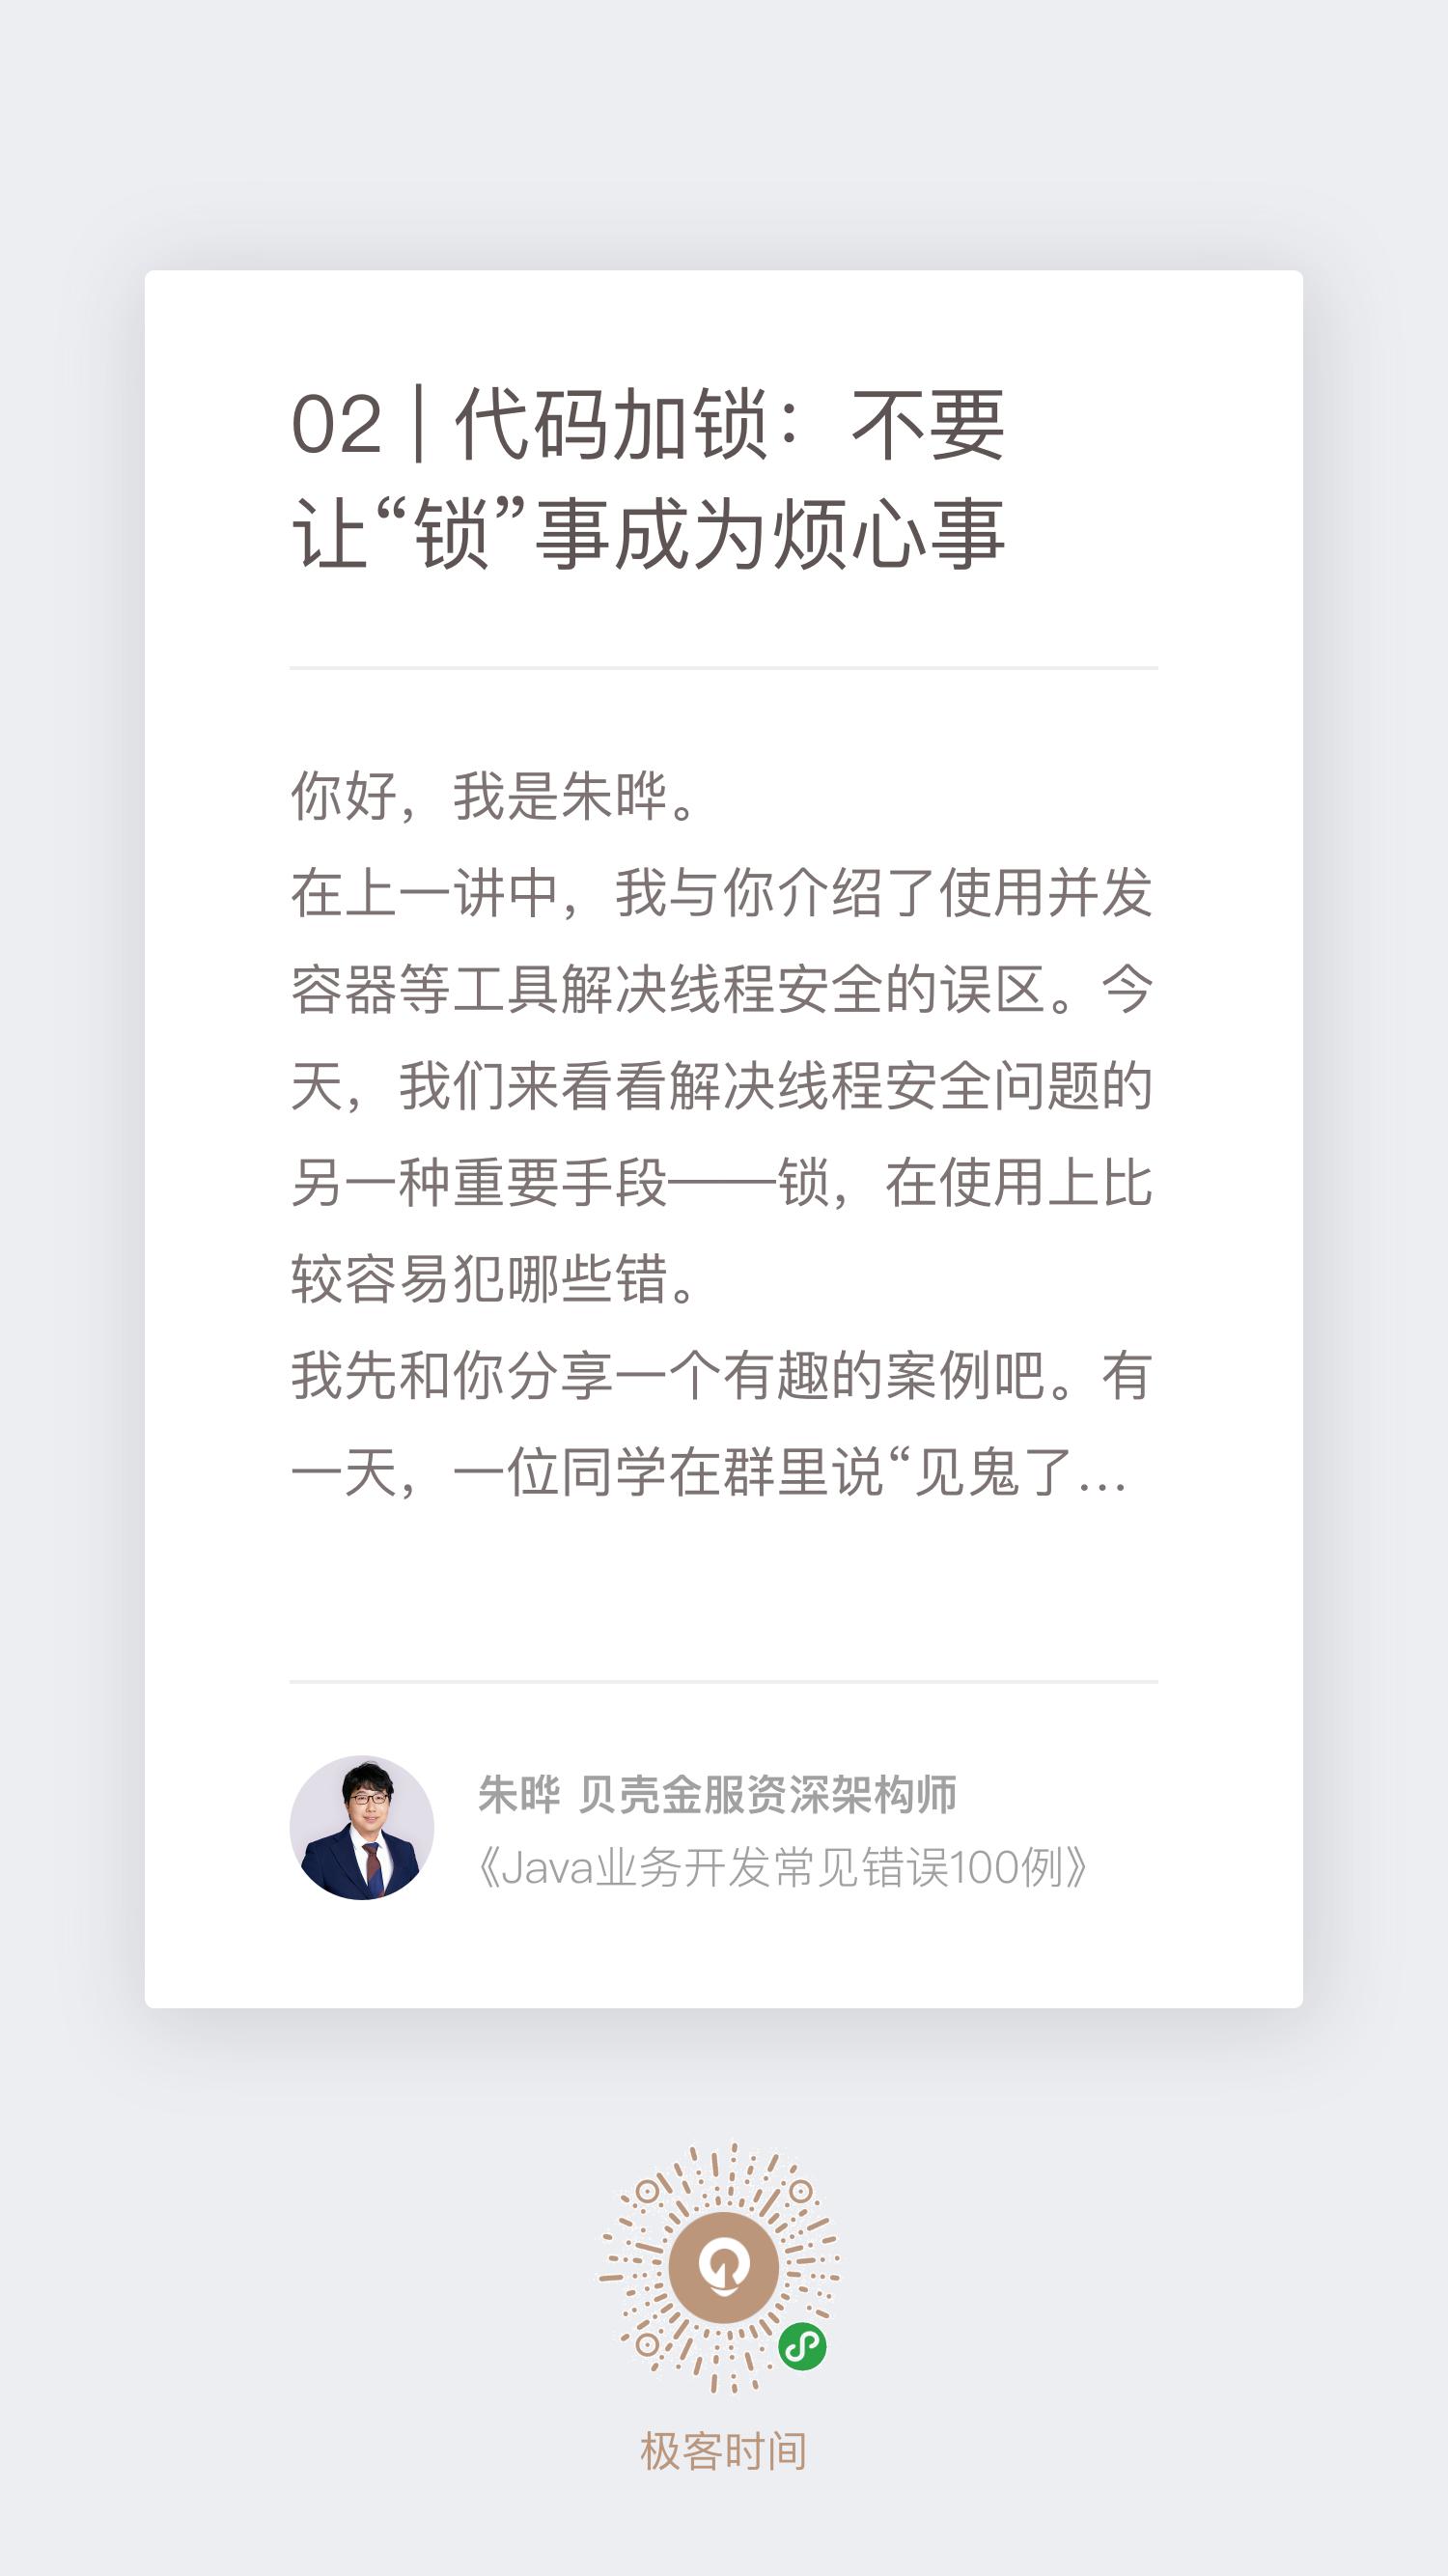 02 | 代码加锁：不要
让“锁”事成为烦心事
你好，我是朱晔。
在上一讲中，我与你介绍了使用并发
容器等工具解决线程安全的误区。今
天，我们来看看解决线程安全问题的
另一种重要手段——锁，在使用上比
较容易犯哪些错。
我先和你分享一个有趣的案例吧。有
一天，一位同学在群里说“见鬼了...
朱晔 贝壳金服资深架构师
《Java业务开发常见错误100例》
极客时间